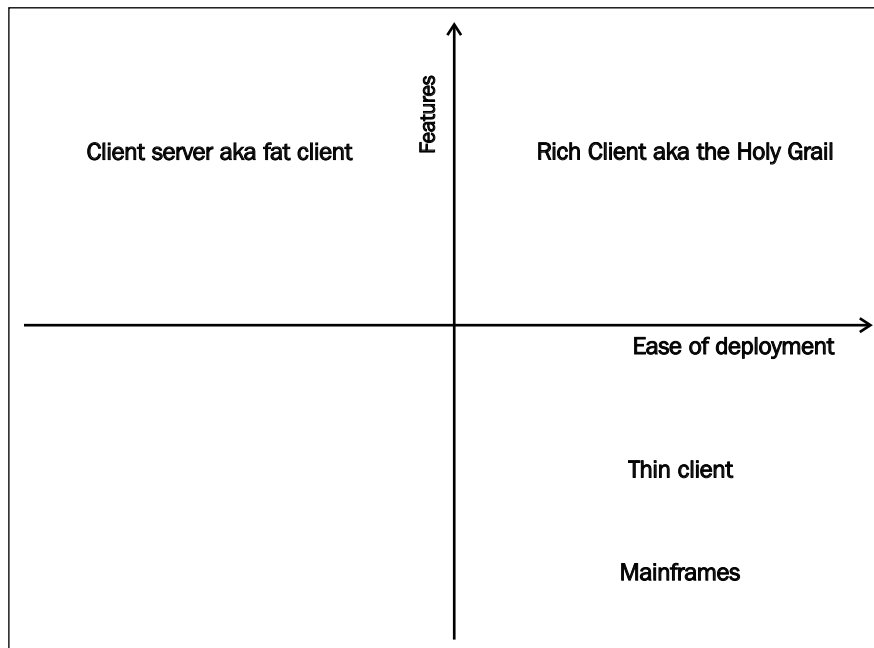 Features
Client server aka fat client
Rich Client aka the Holy Grail
Ease of deployment
Thin client
Mainframes